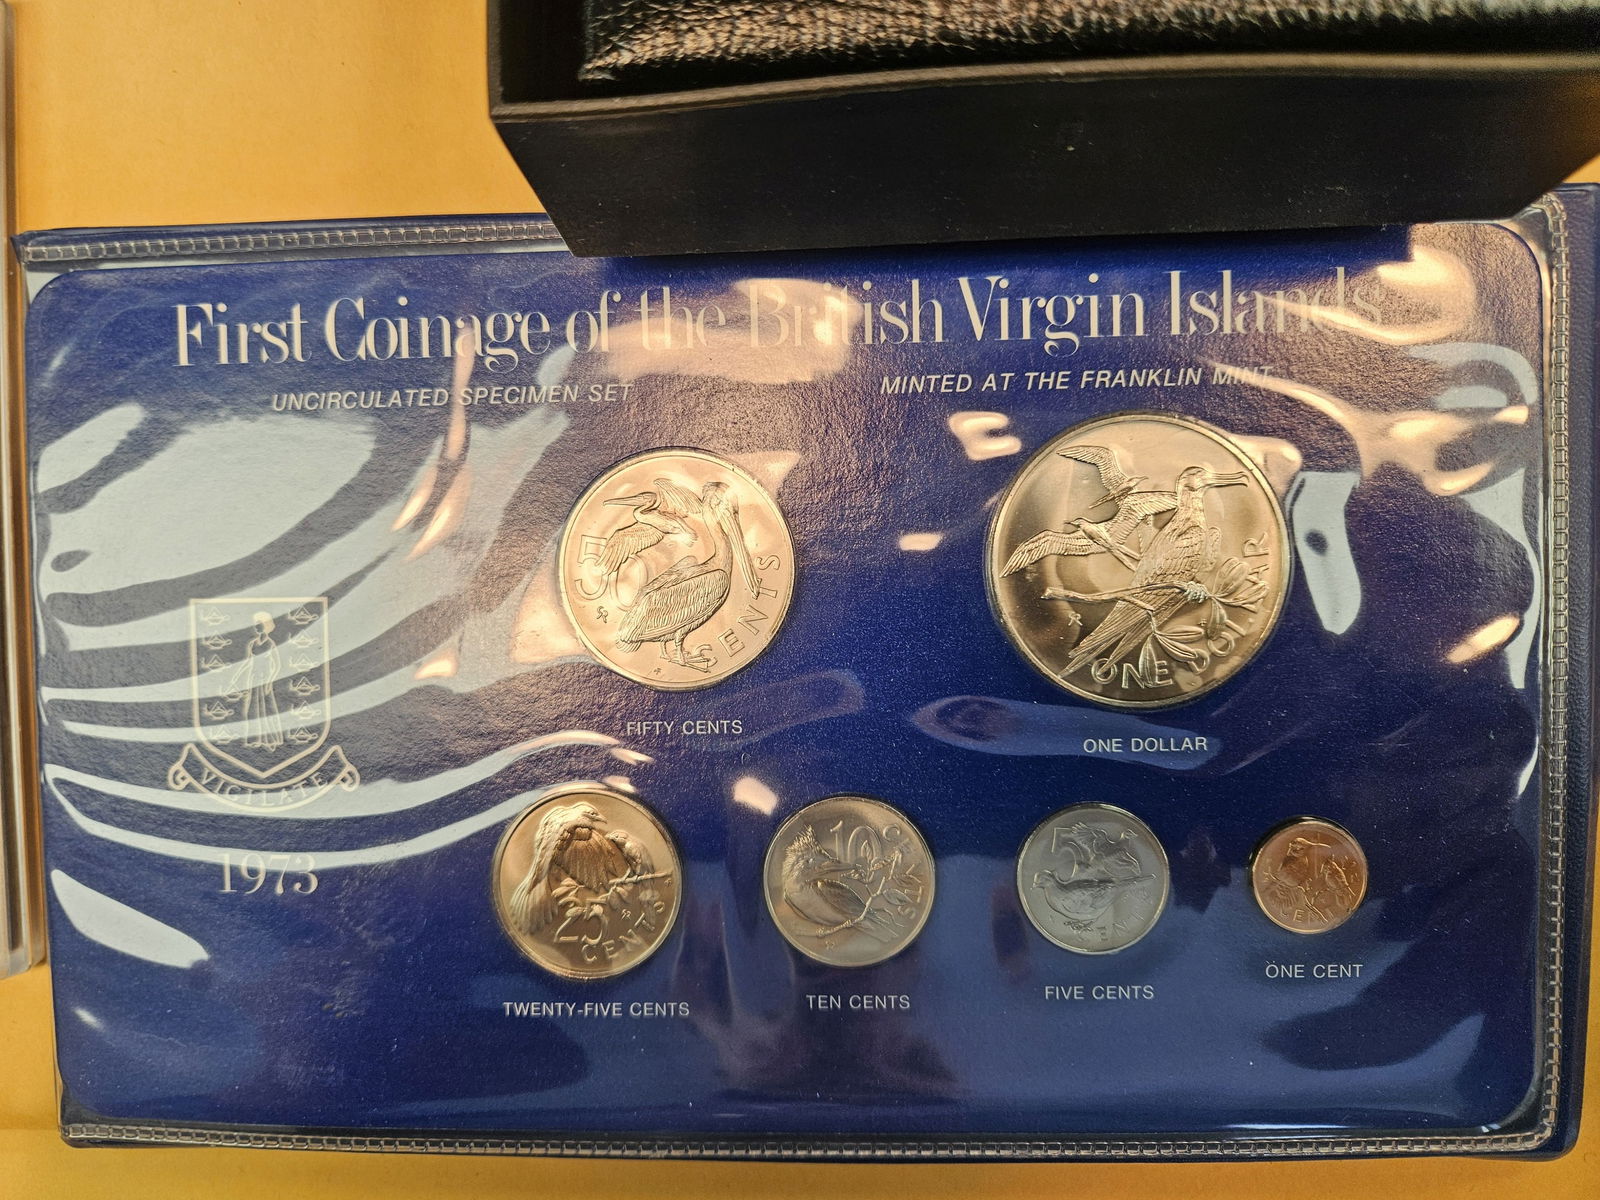 First Coinage of the British Virgin Islands
UNCIRCULATED SPECIMEN SET
MINTED AT THE FRANKLIN MINT
50 CENTS
ONE DOLLAR
FIFTY CENTS
ONE DOLLAR
VIGILATE
1973
25 CENTS
10 CENTS
5
CENT
TWENTY-FIVE CENTS
TEN CENTS
FIVE CENTS
ONE CENT